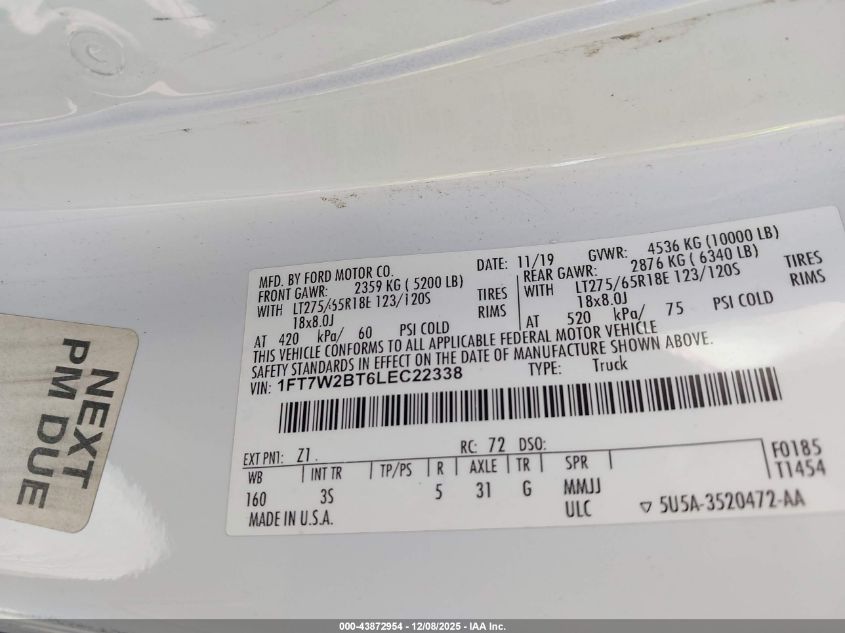 MFD. BY FORD MOTOR CO.
DATE: 11/19
GVWR: 4536 KG (10000 LB)
FRONT GAWR: 2359 KG ( 5200 LB)
REAR GAWR: 2876 KG ( 6340 LB)
WITH LT275/65R18E 123/120S TIRES
18x8.0J RIMS
AT 420 kPa/ 60 PSI COLD
WITH LT275/65R18E 123/120S TIRES
18x8.0J RIMS
AT 520 kPa/ 75 PSI COLD
THIS VEHICLE CONFORMS TO ALL APPLICABLE FEDERAL MOTOR VEHICLE
SAFETY STANDARDS IN EFFECT ON THE DATE OF MANUFACTURE SHOWN ABOVE.
VIN: 1FT7W2BT6LEC22338
TYPE: Truck
EXT PNT: Z1
RC: 72 DSO:
F0185
T1454
WB INT TR TP/PS R AXLE TR SPR
160 3S 5 31 G MMJJ
ULC
MADE IN U.S.A.
▽ 5U5A-3520472-AA
NEXT
PM DUE
000-43872954 - 12/08/2025 - IAA Inc.